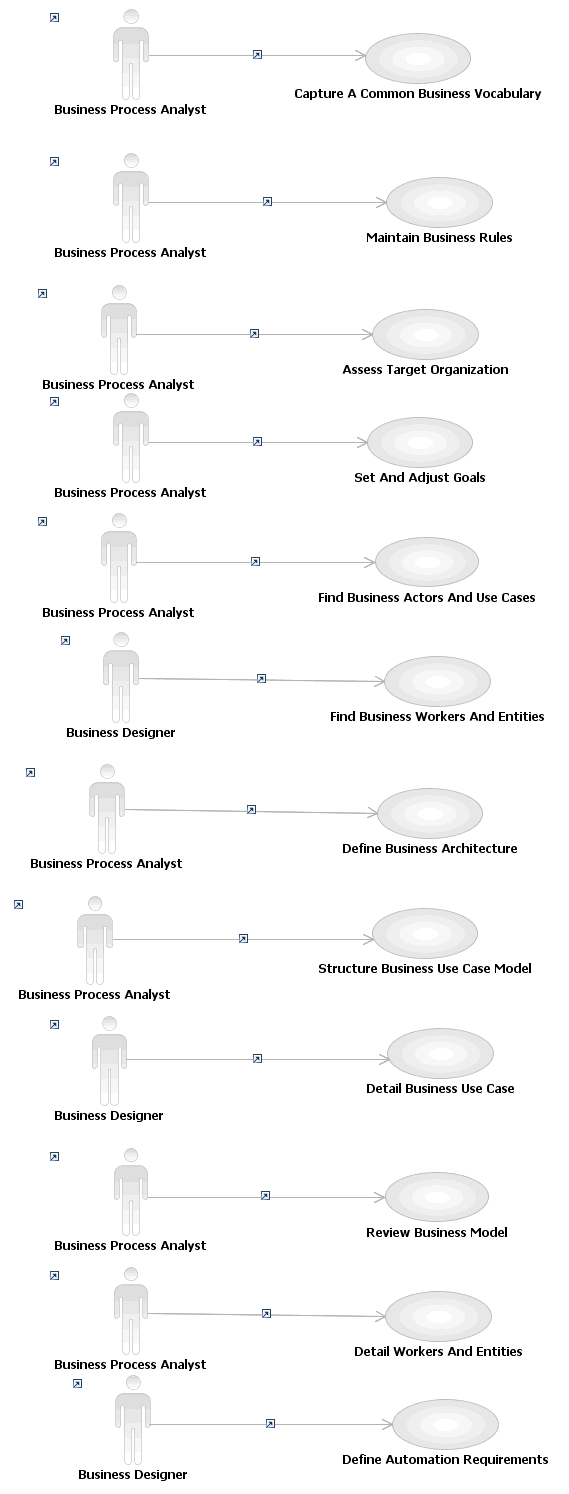 Business Process Analyst
Capture A Common Business Vocabulary
Business Process Analyst
Maintain Business Rules
Business Process Analyst
Assess Target Organization
Business Process Analyst
Set And Adjust Goals
Business Process Analyst
Find Business Actors And Use Cases
Business Designer
Find Business Workers And Entities
Business Process Analyst
Define Business Architecture
Business Process Analyst
Structure Business Use Case Model
Business Designer
Detail Business Use Case
Business Process Analyst
Review Business Model
Business Process Analyst
Detail Workers And Entities
Business Designer
Define Automation Requirements